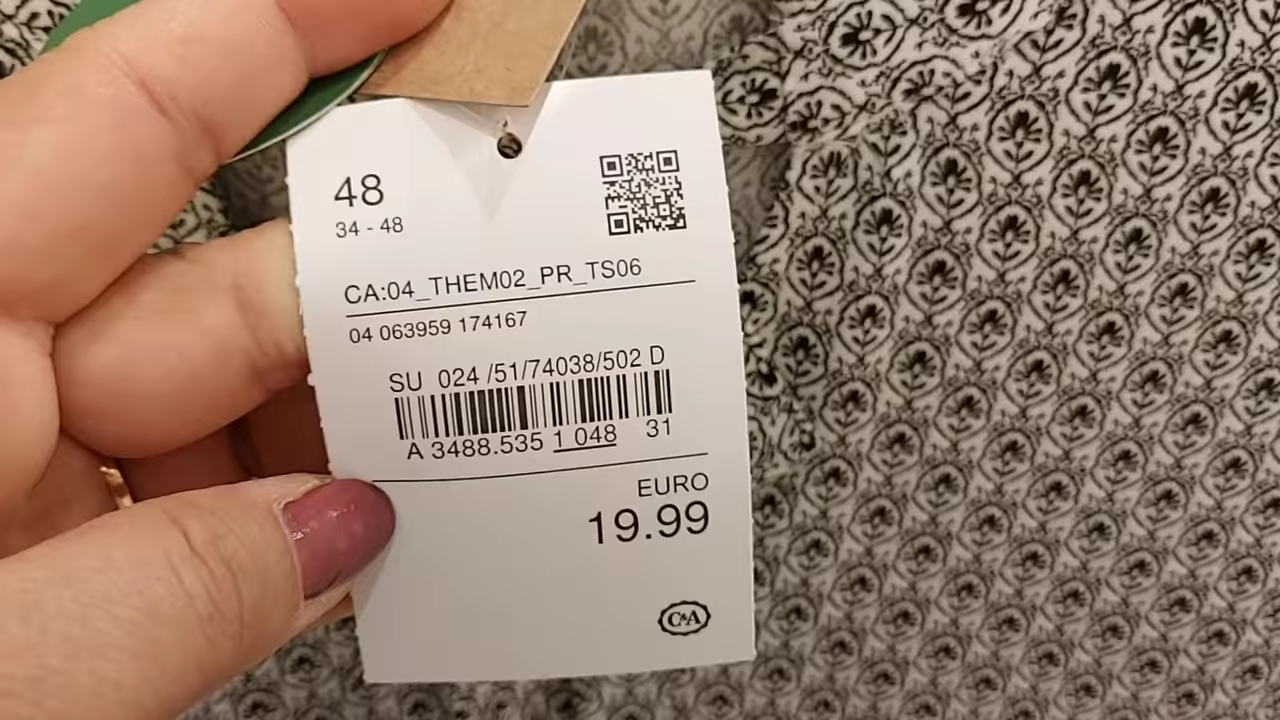 48
34 - 48
CA:04_THEM02_PR_TS06
04 063959 174167
SU 024 /51/74038/502 D
A 3488.535 1 048 31
EURO
19.99
C&A